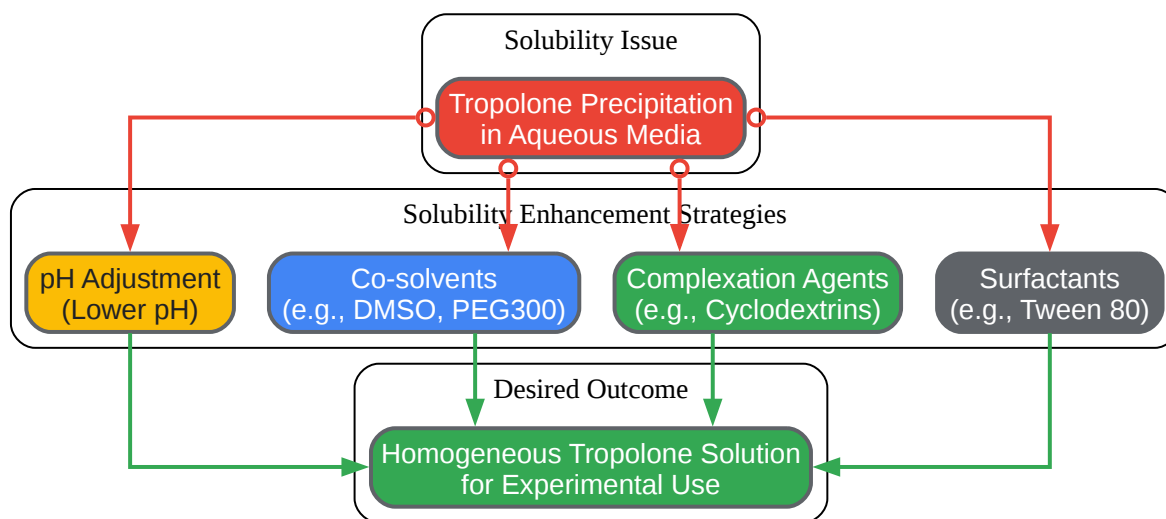 Solubility Issue
Tropolone Precipitation
in Aqueous Media
Solubility Enhancement Strategies
pH Adjustment
(Lower pH)
Co-solvents
(e.g., DMSO, PEG300)
Complexation Agents
(e.g., Cyclodextrins)
Surfactants
(e.g., Tween 80)
Desired Outcome
Homogeneous Tropolone Solution
for Experimental Use